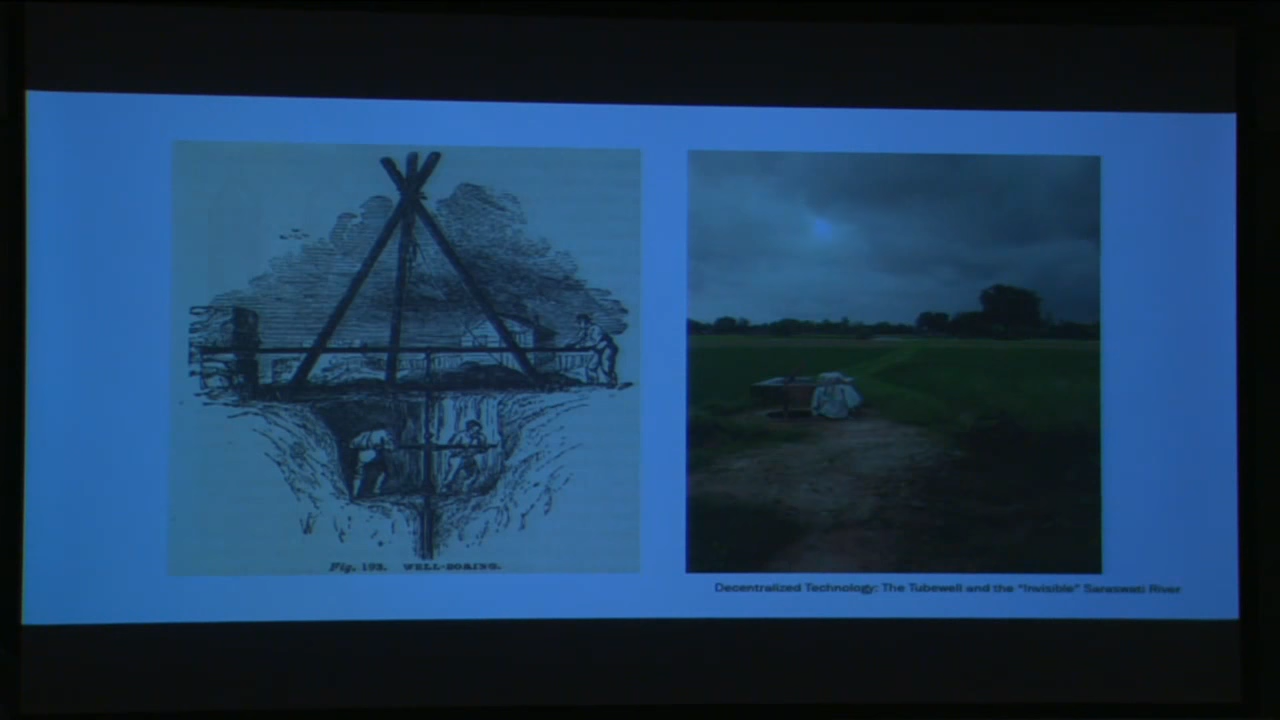 Fig. 193. WELL-BORING.
Decentralized Technology: The Tubewell and the "Invisible" Saraswati River